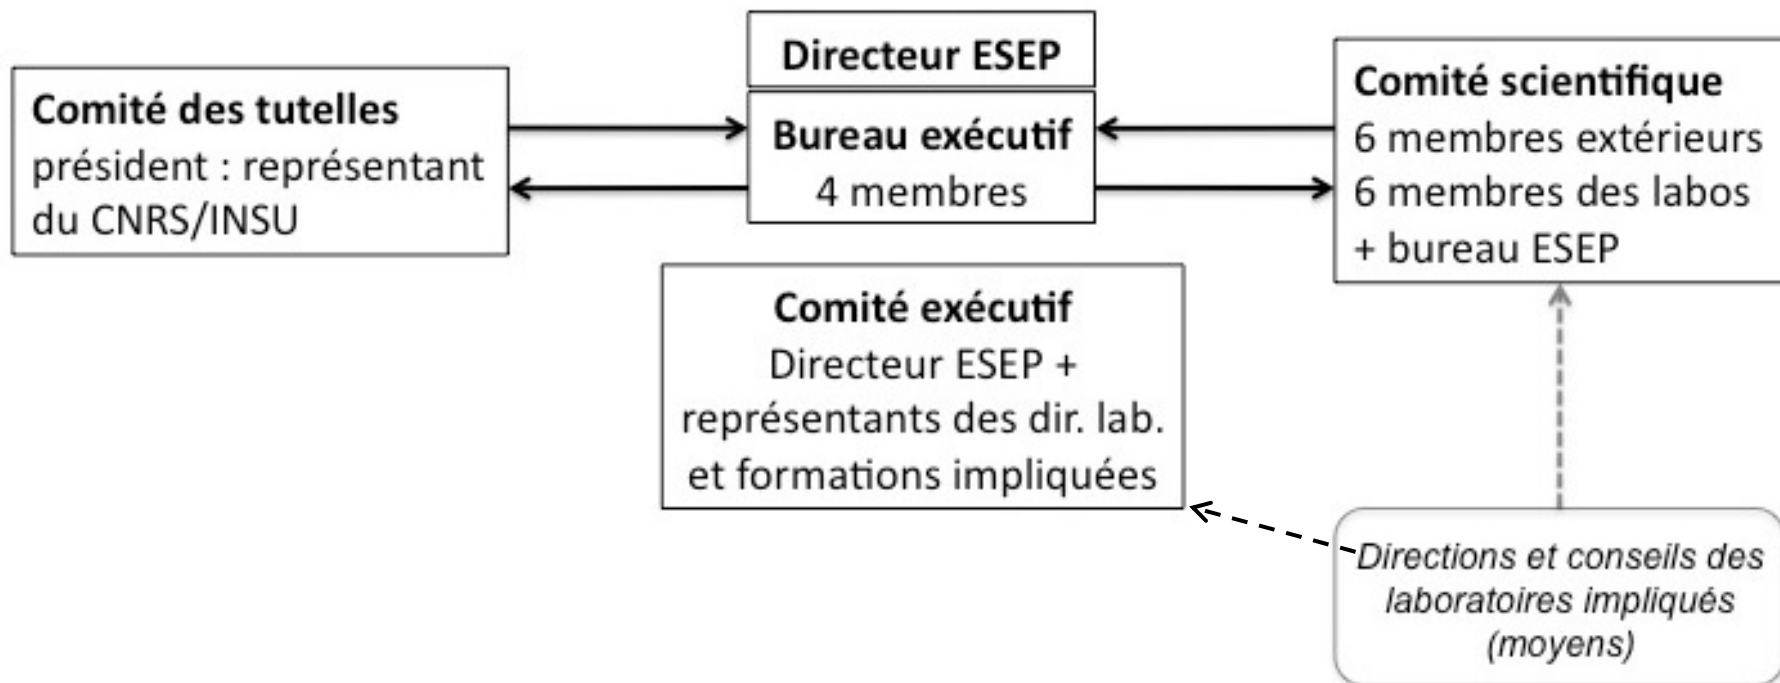 Directeur ESEP
Comité des tutelles
président : représentant
du CNRS/INSU
Bureau exécutif
4 membres
Comité scientifique
6 membres extérieurs
6 membres des labos
+ bureau ESEP
Comité exécutif
Directeur ESEP +
représentants des dir. lab.
et formations impliquées
Directions et conseils des
laboratoires impliqués
(moyens)